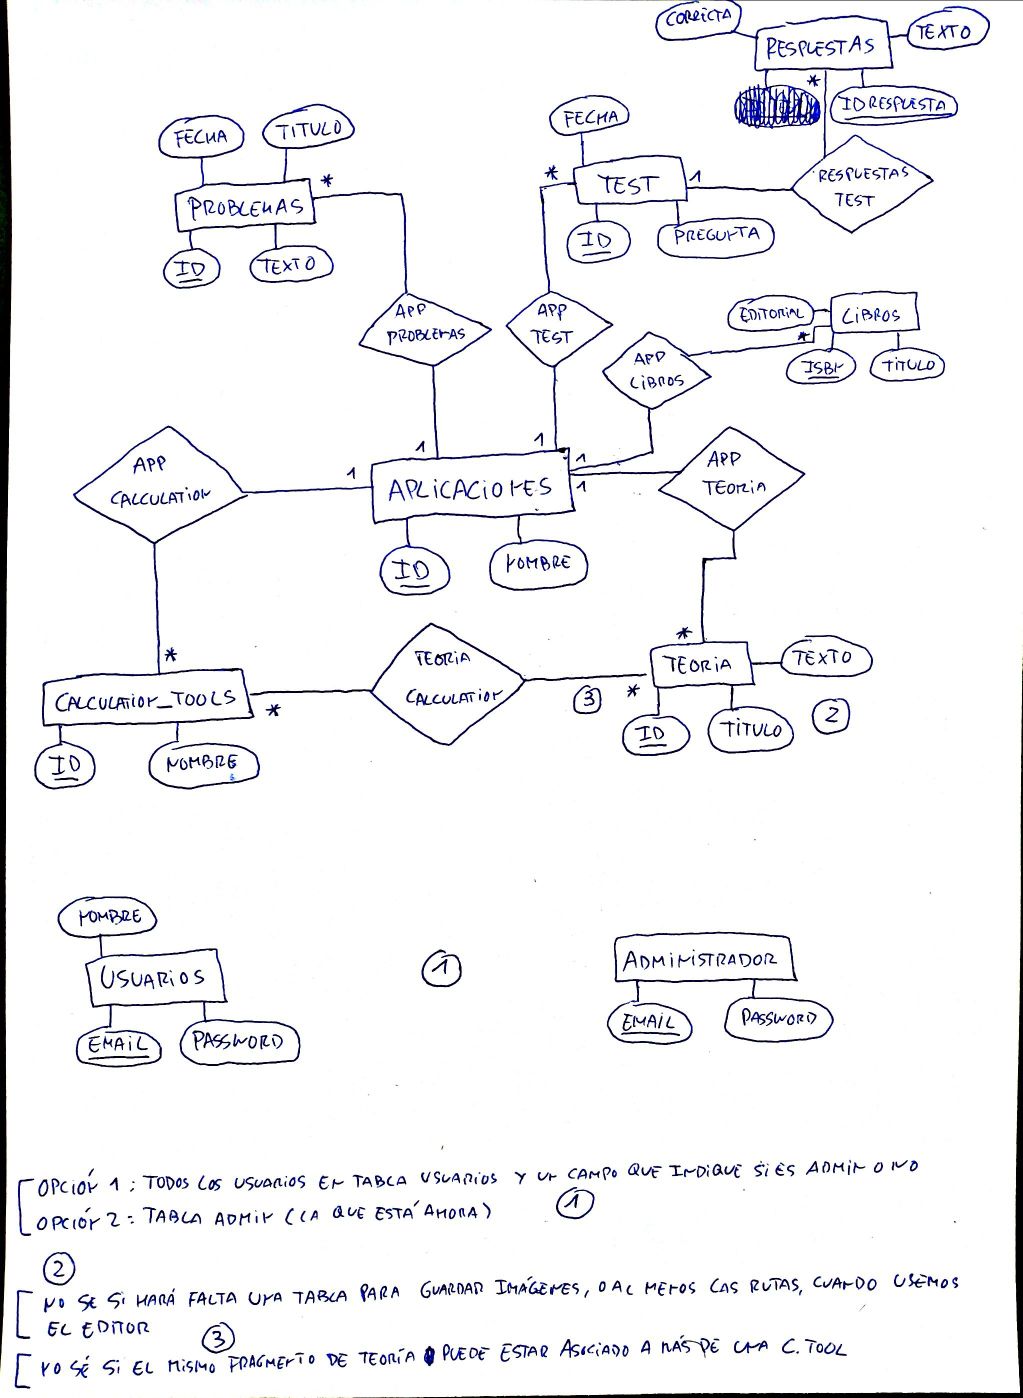 CORRECTA
RESPUESTAS
TEXTO
*
IDRESPUESTA
FECHA
TITULO
*
PROBLEMAS
ID
TEXTO
FECHA
*
TEST
1
ID
PREGUNTA
RESPUESTAS
TEST
APP
PROBLEMAS
APP
TEST
EDITORIAL
LIBROS
*
ISBN
TITULO
APP
LIBROS
APP
CALCULATION
1
1
1
1
1
APLICACIONES
ID
NOMBRE
APP
TEORIA
*
CALCULATION_TOOLS
*
ID
NOMBRE
TEORIA
CALCULATION
3
*
*
TEORIA
TEXTO
ID
TITULO
2
NOMBRE
USUARIOS
EMAIL
PASSWORD
1
ADMINISTRADOR
EMAIL
PASSWORD
OPCIÓN 1: TODOS LOS USUARIOS EN TABLA USUARIOS Y UN CAMPO QUE INDIQUE SI ES ADMIN O NO
OPCIÓN 2= TABLA ADMIN (LA QUE ESTÁ AHORA) 1
2
NO SE SI HARÁ FALTA UNA TABLA PARA GUARDAR IMÁGENES, O AL MENOS LAS RUTAS, CUANDO USEMOS
EL EDITOR
3
NO SÉ SI EL MISMO FRAGMENTO DE TEORÍA PUEDE ESTAR ASOCIADO A MÁS DE UNA C.TOOL